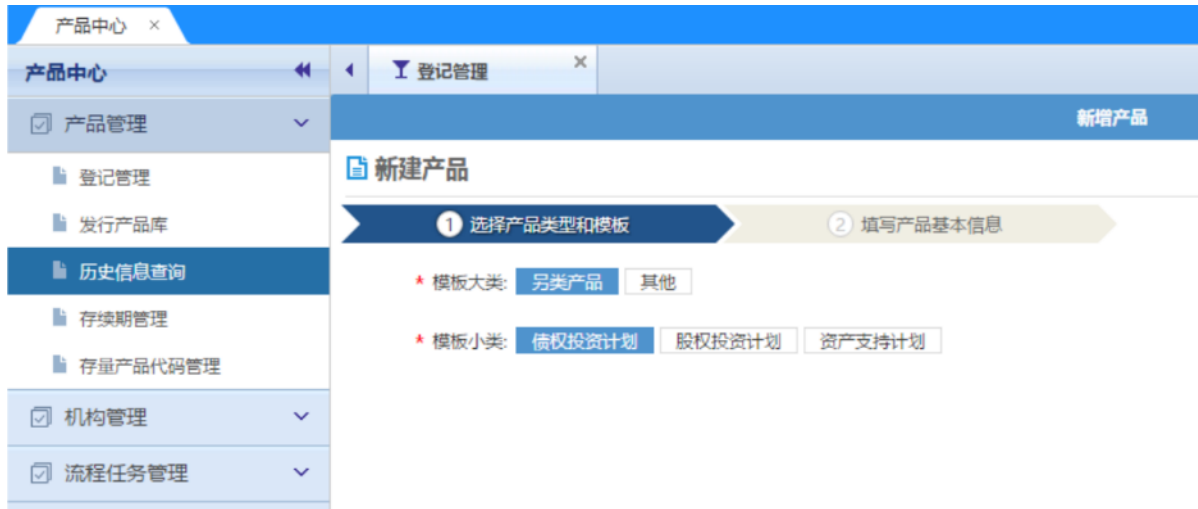 产品中心 ×
产品中心
登记管理 ×
产品管理
新增产品
登记管理
新建产品
发行产品库
1 选择产品类型和模板
2 填写产品基本信息
历史信息查询
* 模板大类: 另类产品 其他
存续期管理
* 模板小类: 债权投资计划 股权投资计划 资产支持计划
存量产品代码管理
机构管理
流程任务管理